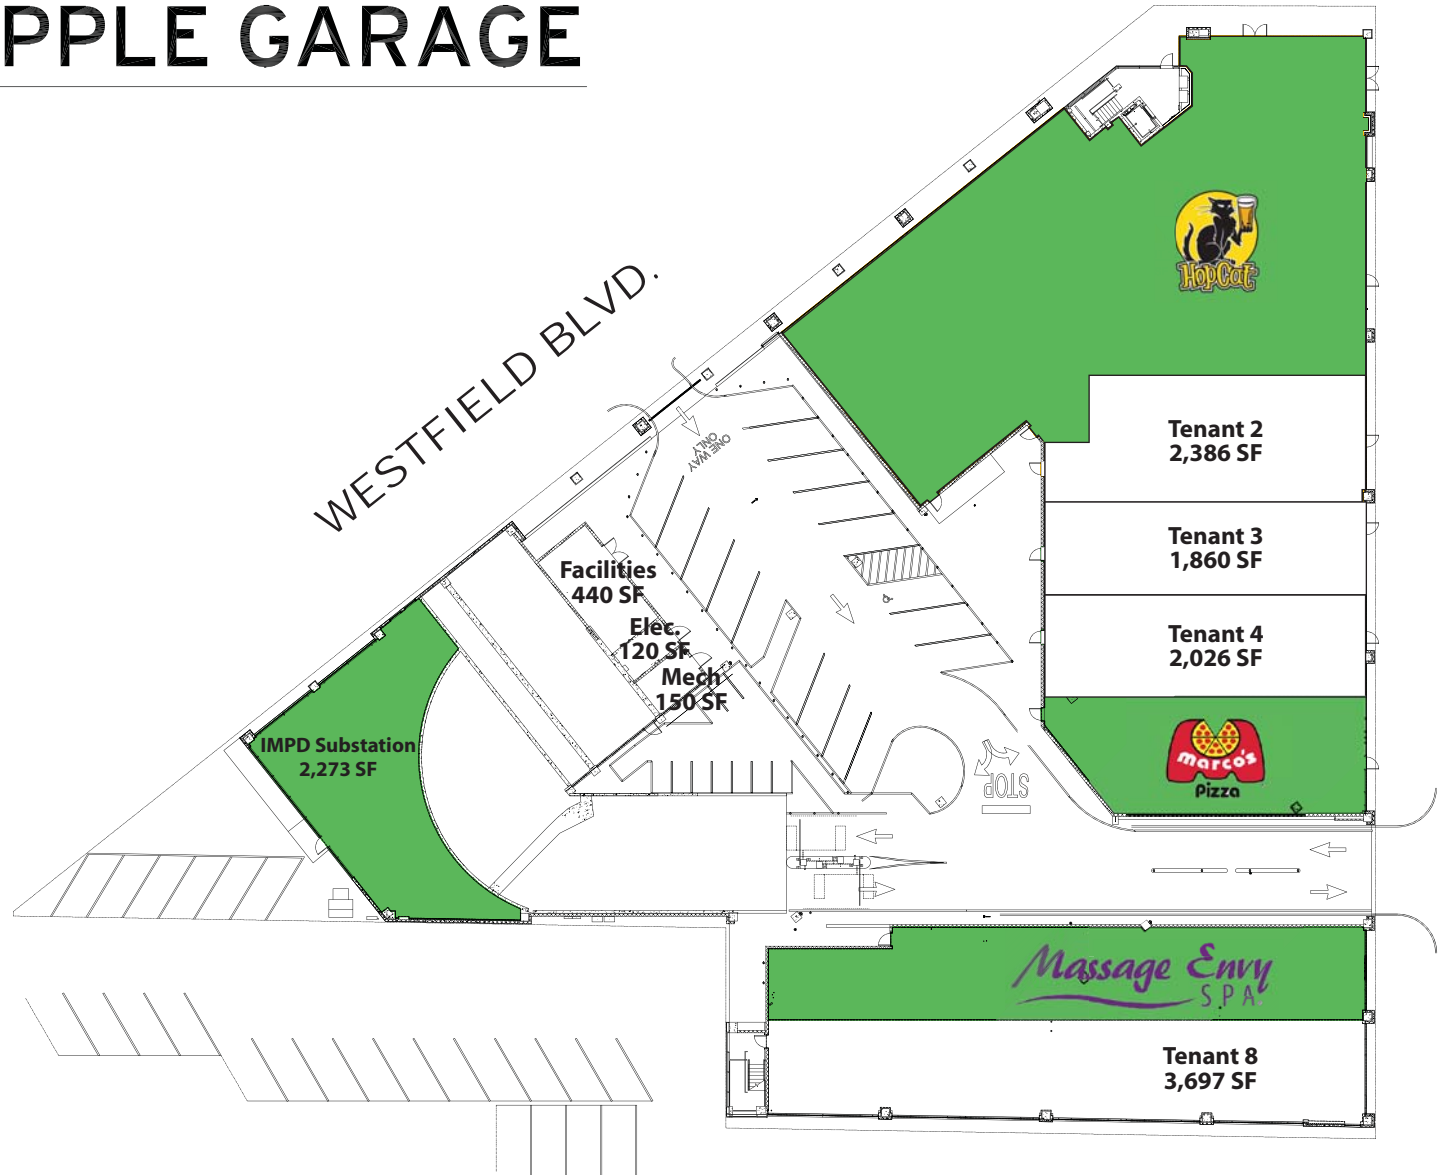 PPLE GARAGE
WESTFIELD BLVD.
HopCat
Tenant 2
2,386 SF
ONE WAY
ONLY
Tenant 3
1,860 SF
Facilities
440 SF
Elec.
120 SF
Tenant 4
2,026 SF
Mech
150 SF
IMPD Substation
2,273 SF
marco's
Pizza
STOP
Massage Envy
SPA
Tenant 8
3,697 SF